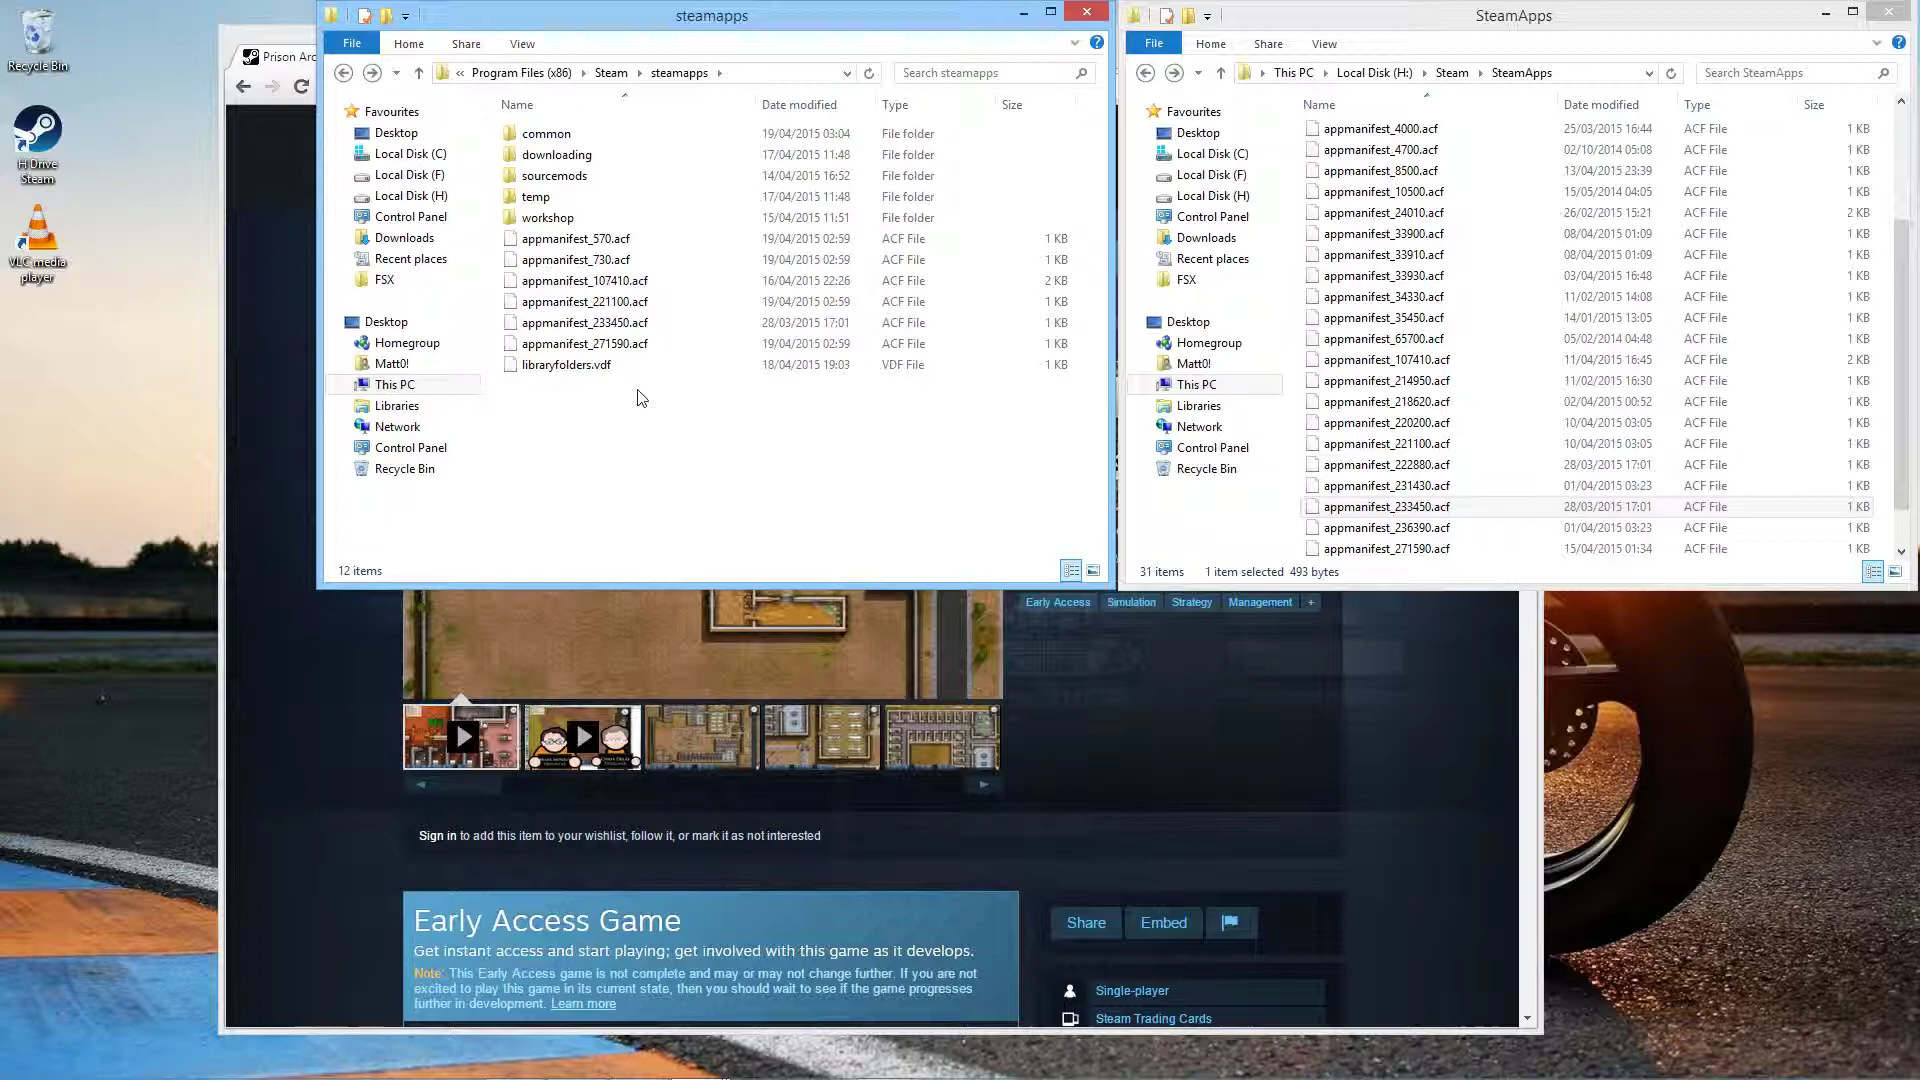 Recycle Bin
H Drive
Steam
VLC media
player
Prison Arc
steamapps
File
Home
Share
View
Program Files (x86)
Steam
steamapps
Search steamapps
Name
Date modified
Type
Size
Favourites
Desktop
Local Disk (C)
Local Disk (F)
Local Disk (H)
Control Panel
Downloads
Recent places
FSX
Desktop
Homegroup
Matt0!
This PC
Libraries
Network
Control Panel
Recycle Bin
common 19/04/2015 03:04 File folder
downloading 17/04/2015 11:48 File folder
sourcemods 14/04/2015 16:52 File folder
temp 17/04/2015 11:48 File folder
workshop 15/04/2015 11:51 File folder
appmanifest_570.acf 19/04/2015 02:59 ACF File 1 KB
appmanifest_730.acf 19/04/2015 02:59 ACF File 1 KB
appmanifest_107410.acf 16/04/2015 22:26 ACF File 2 KB
appmanifest_221100.acf 19/04/2015 02:59 ACF File 1 KB
appmanifest_233450.acf 28/03/2015 17:01 ACF File 1 KB
appmanifest_271590.acf 19/04/2015 02:59 ACF File 1 KB
libraryfolders.vdf 18/04/2015 19:03 VDF File 1 KB
12 items
SteamApps
File
Home
Share
View
This PC
Local Disk (H:)
Steam
SteamApps
Search SteamApps
Name
Date modified
Type
Size
Favourites
Desktop
Local Disk (C)
Local Disk (F)
Local Disk (H)
Control Panel
Downloads
Recent places
FSX
Desktop
Homegroup
Matt0!
This PC
Libraries
Network
Control Panel
Recycle Bin
appmanifest_4000.acf 25/03/2015 16:44 ACF File 1 KB
appmanifest_4700.acf 02/10/2014 05:08 ACF File 1 KB
appmanifest_8500.acf 13/04/2015 23:39 ACF File 1 KB
appmanifest_10500.acf 15/05/2014 04:05 ACF File 1 KB
appmanifest_24010.acf 26/02/2015 15:21 ACF File 2 KB
appmanifest_33900.acf 08/04/2015 01:09 ACF File 1 KB
appmanifest_33910.acf 08/04/2015 01:09 ACF File 1 KB
appmanifest_33930.acf 03/04/2015 16:48 ACF File 1 KB
appmanifest_34330.acf 11/02/2015 14:08 ACF File 1 KB
appmanifest_35450.acf 14/01/2015 13:05 ACF File 1 KB
appmanifest_65700.acf 05/02/2014 04:48 ACF File 1 KB
appmanifest_107410.acf 11/04/2015 16:45 ACF File 2 KB
appmanifest_214950.acf 11/02/2015 16:30 ACF File 1 KB
appmanifest_218620.acf 02/04/2015 00:52 ACF File 1 KB
appmanifest_220200.acf 10/04/2015 03:05 ACF File 1 KB
appmanifest_221100.acf 10/04/2015 03:05 ACF File 1 KB
appmanifest_222880.acf 28/03/2015 17:01 ACF File 1 KB
appmanifest_231430.acf 01/04/2015 03:23 ACF File 1 KB
appmanifest_233450.acf 28/03/2015 17:01 ACF File 1 KB
appmanifest_236390.acf 01/04/2015 03:23 ACF File 1 KB
appmanifest_271590.acf 15/04/2015 01:34 ACF File 1 KB
31 items 1 item selected 493 bytes
Early Access Simulation Strategy Management +
Sign in to add this item to your wishlist, follow it, or mark it as not interested
Early Access Game
Get instant access and start playing; get involved with this game as it develops.
Note: This Early Access game is not complete and may or may not change further. If you are not
excited to play this game in its current state, then you should wait to see if the game progresses
further in development. Learn more
Share
Embed
Single-player
Steam Trading Cards